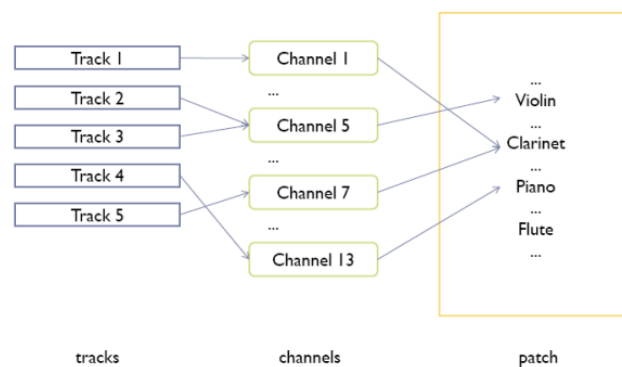 Track 1
Track 2
Track 3
Track 4
Track 5
Channel 1
...
Channel 5
...
Channel 7
...
Channel 13
...
Violin
...
Clarinet
...
Piano
...
Flute
...
tracks
channels
patch